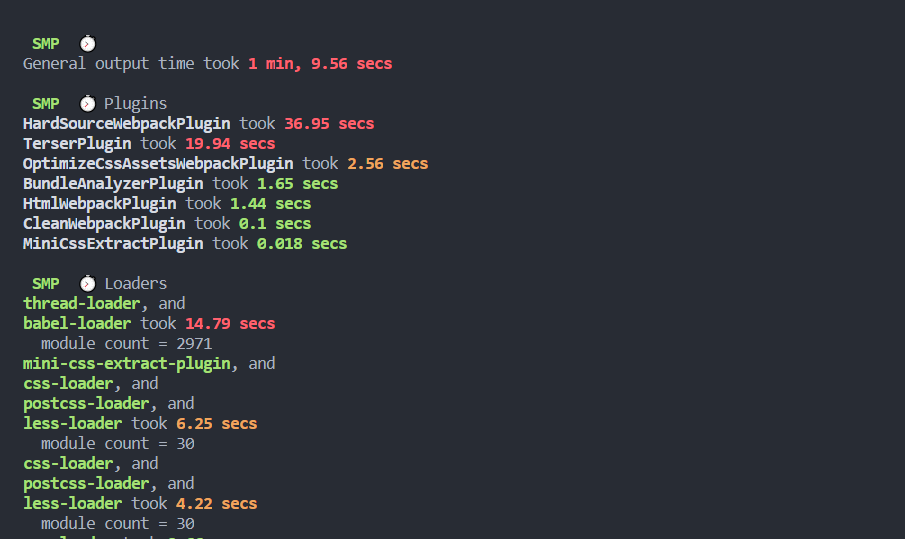 SMP
General output time took 1 min, 9.56 secs
SMP Plugins
HardSourceWebpackPlugin took 36.95 secs
TerserPlugin took 19.94 secs
OptimizeCssAssetsWebpackPlugin took 2.56 secs
BundleAnalyzerPlugin took 1.65 secs
HtmlWebpackPlugin took 1.44 secs
CleanWebpackPlugin took 0.1 secs
MiniCssExtractPlugin took 0.018 secs
SMP Loaders
thread-loader, and
babel-loader took 14.79 secs
module count = 2971
mini-css-extract-plugin, and
css-loader, and
postcss-loader, and
less-loader took 6.25 secs
module count = 30
css-loader, and
postcss-loader, and
less-loader took 4.22 secs
module count = 30